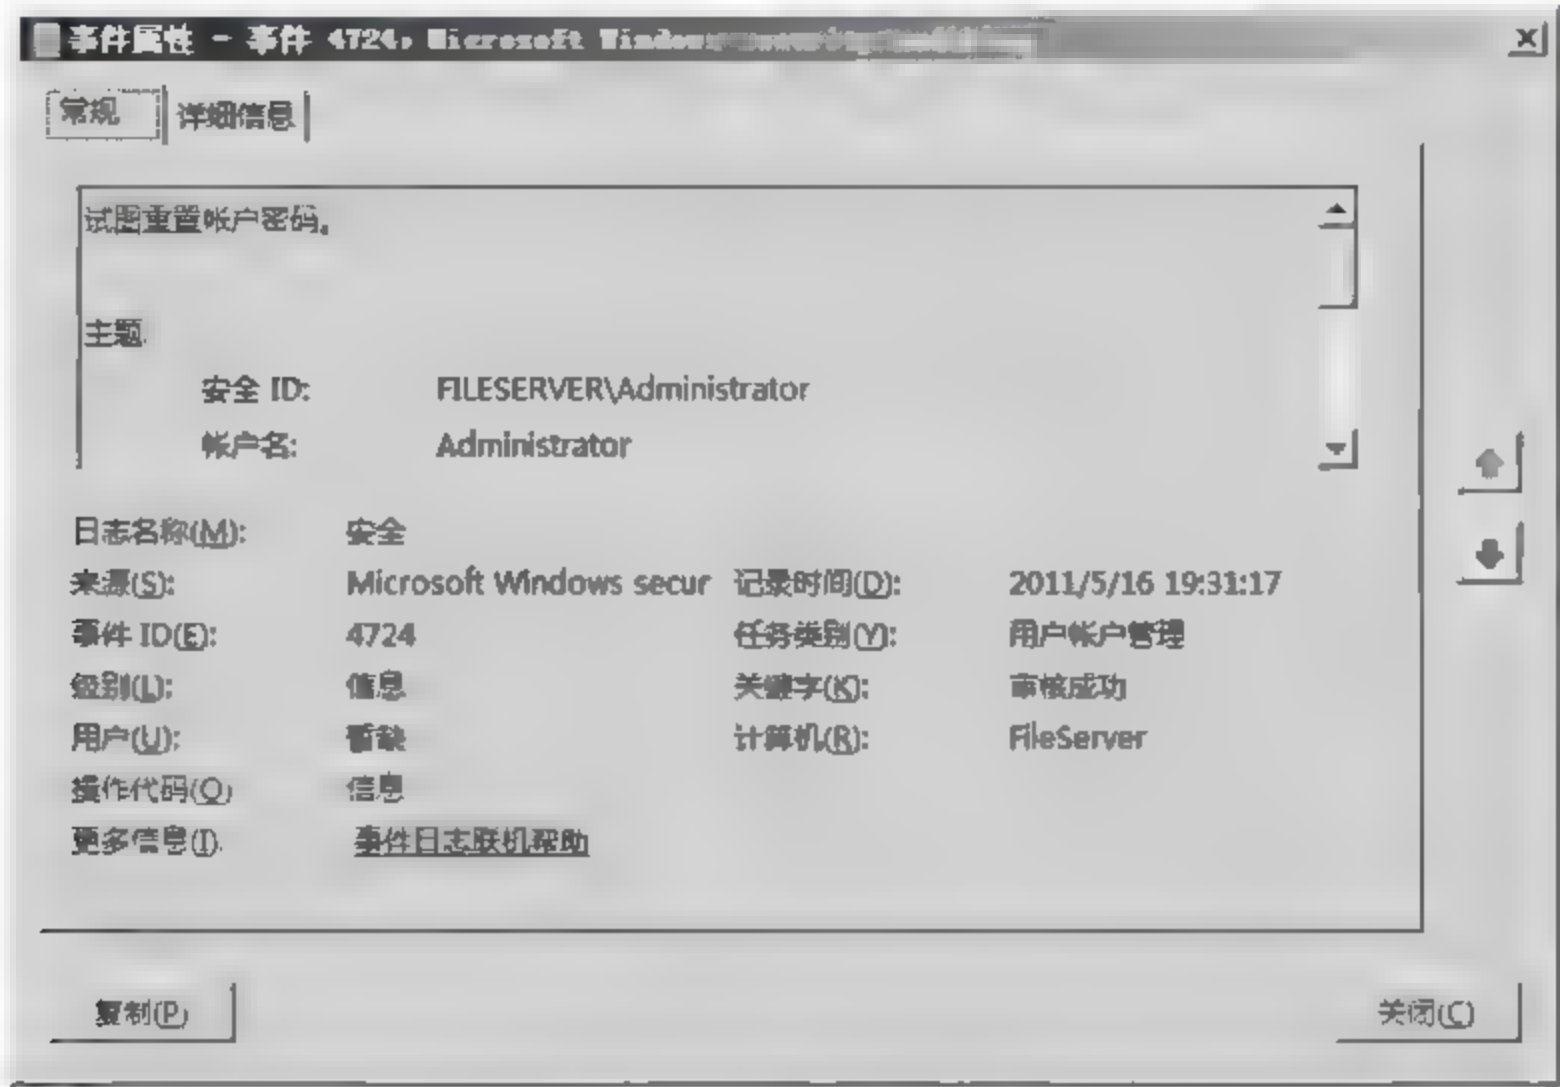 事件属性 - 事件 4724, Microsoft Windows
常规
详细信息
试图重置帐户密码。
主题
安全 ID: FILESERVER\Administrator
帐户名: Administrator
日志名称(M): 安全
来源(S): Microsoft Windows secur 记录时间(D): 2011/5/16 19:31:17
事件 ID(E): 4724 任务类别(Y): 用户帐户管理
级别(L): 信息 关键字(K): 审核成功
用户(U): 暂缺 计算机(R): FileServer
操作代码(O) 信息
更多信息(I). 事件日志联机帮助
复制(P) 关闭(C)